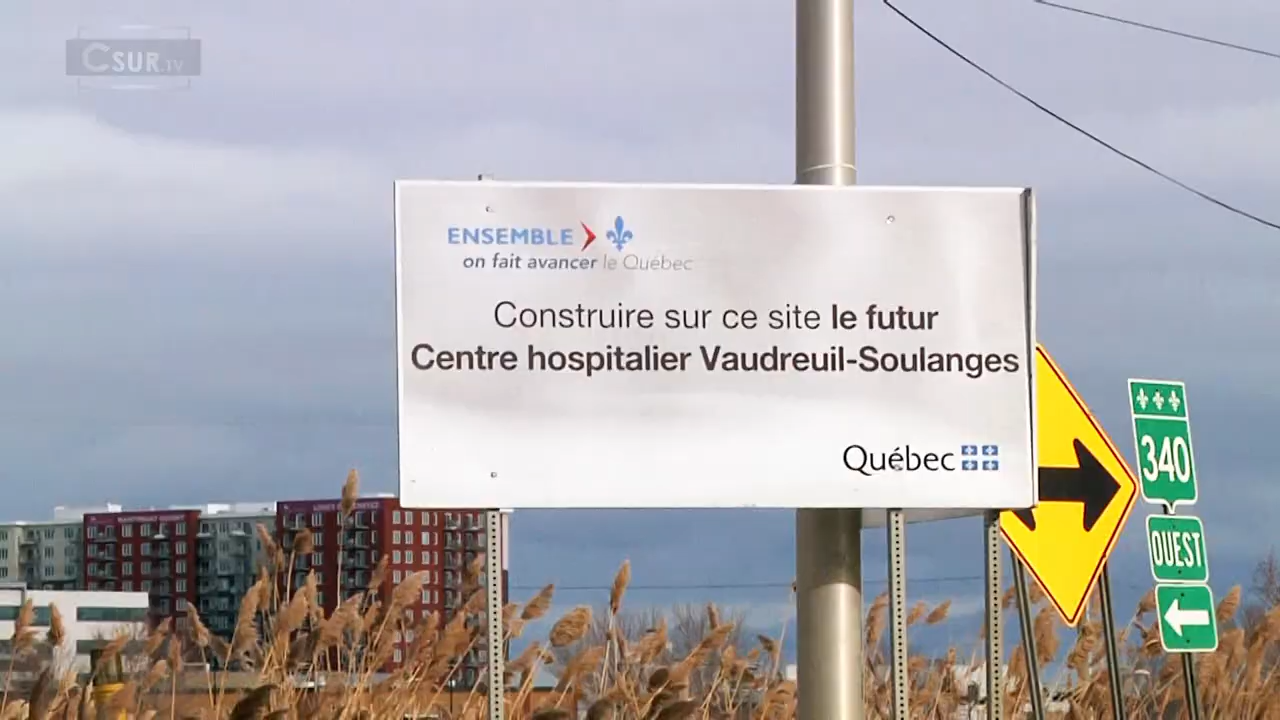 CSUR.TV
ENSEMBLE
on fait avancer le Québec
Construire sur ce site le futur
Centre hospitalier Vaudreuil-Soulanges
Québec
340
OUEST